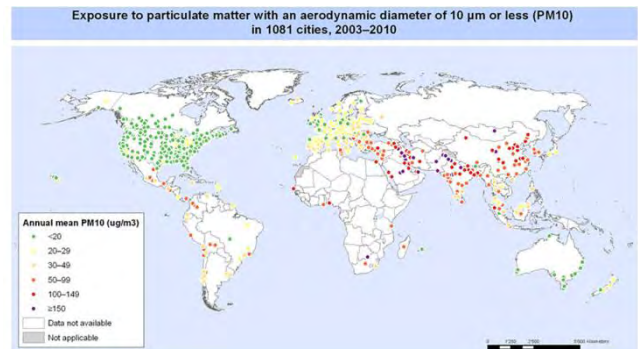 Exposure to particulate matter with an aerodynamic diameter of 10 μm or less (PM10)
in 1081 cities, 2003–2010
Annual mean PM10 (ug/m3)
<20
20–29
30–49
50–99
100–149
≥150
Data not available
Not applicable